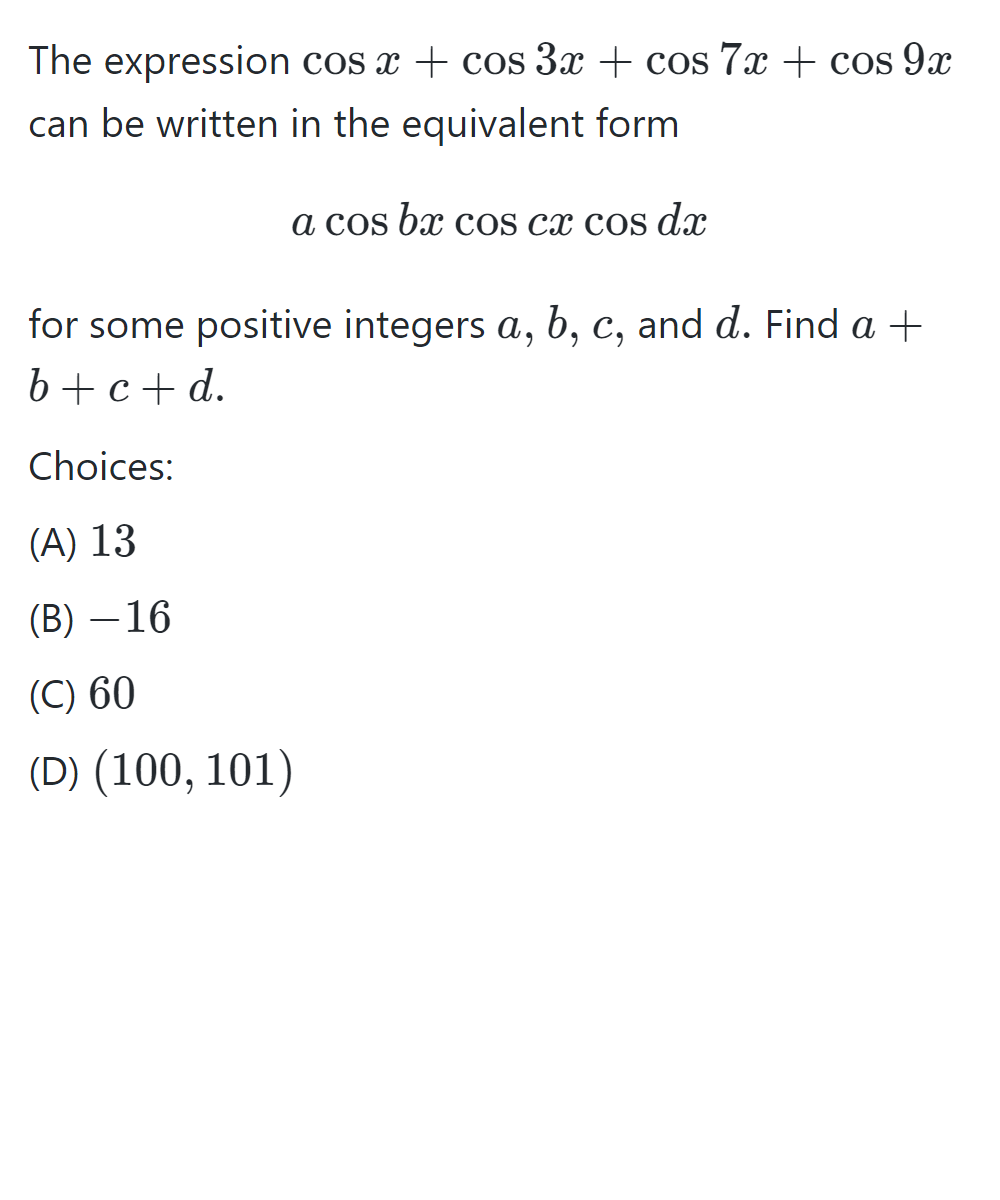 The expression cos x + cos 3x + cos 7x + cos 9x
can be written in the equivalent form
a cos bx cos cx cos dx
for some positive integers a, b, c, and d. Find a +
b + c + d.
Choices:
(A) 13
(B) −16
(C) 60
(D) (100, 101)